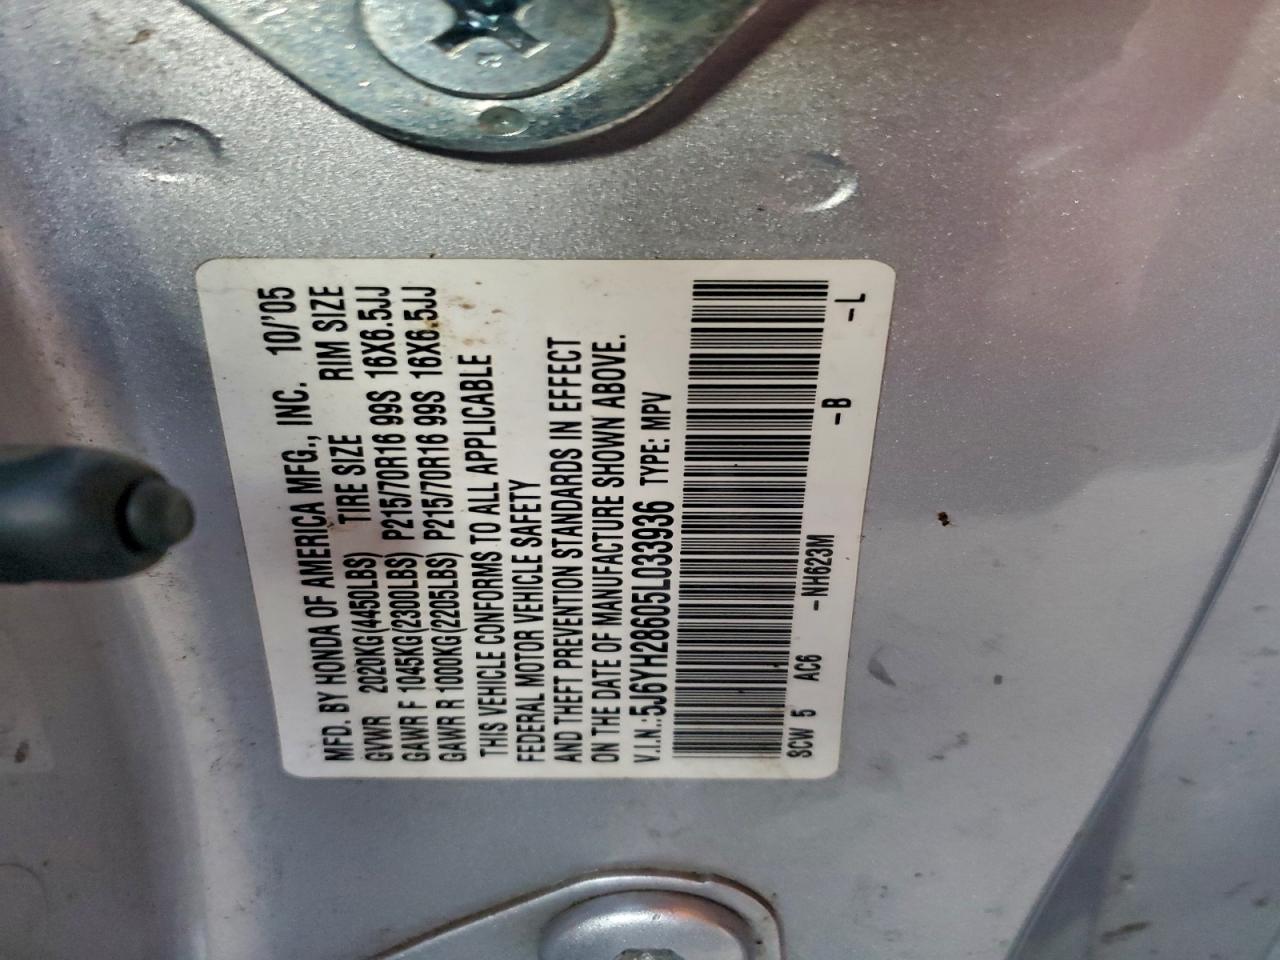 MFD. BY HONDA OF AMERICA MFG., INC. 10/'05
TIRE SIZE RIM SIZE
GVWR 2020KG(4450LBS)
GAWR F 1045KG(2300LBS) P215/70R16 99S 16X6.5JJ
GAWR R 1000KG(2205LBS) P215/70R16 99S 16X6.5JJ
THIS VEHICLE CONFORMS TO ALL APPLICABLE
FEDERAL MOTOR VEHICLE SAFETY
AND THEFT PREVENTION STANDARDS IN EFFECT
ON THE DATE OF MANUFACTURE SHOWN ABOVE.
V.I.N.: 5J6YH28605L033936 TYPE: MPV
SCW 5 AC6 -NH623M -B -L